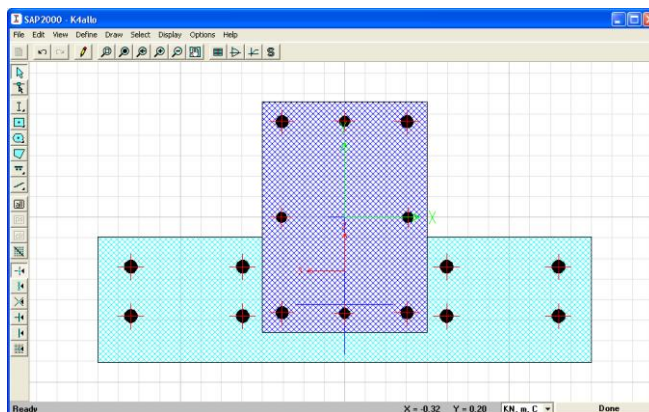 SAP2000 - K4allo
File Edit View Define Draw Select Display Options Help
X
Ready X = -0.32 Y = 0.20 KN, m, C Done